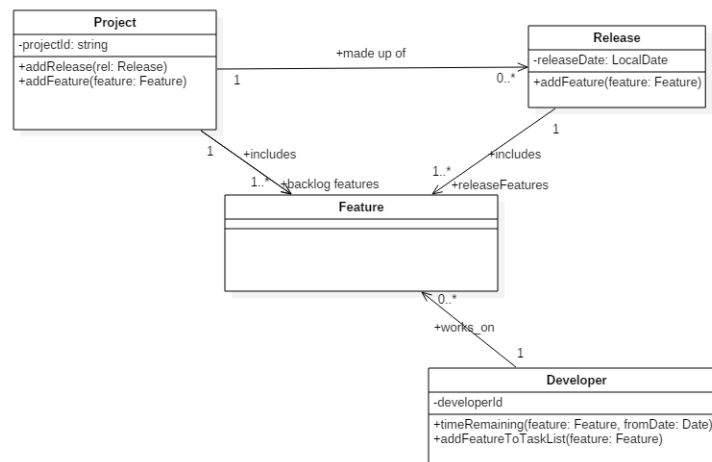 Project
-projectId: string
+addRelease(rel: Release)
+addFeature(feature: Feature)
+made up of
1
0..*
Release
-releaseDate: LocalDate
+addFeature(feature: Feature)
1
+includes
1..*
+backlog features
1
+includes
1..*
+releaseFeatures
Feature
0..*
+works_on
1
Developer
-developerId
+timeRemaining(feature: Feature, fromDate: Date)
+addFeatureToTaskList(feature: Feature)